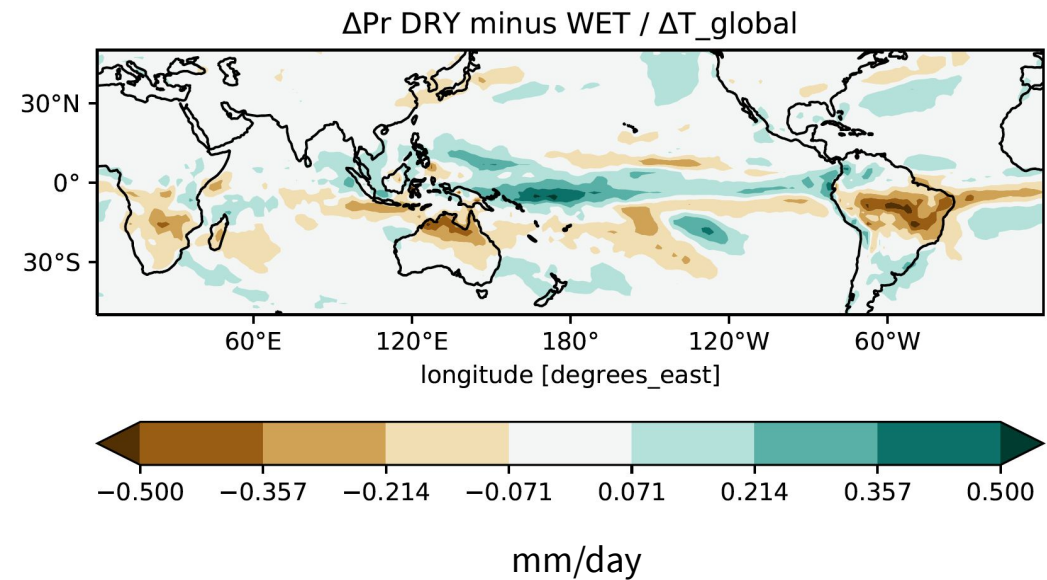 ΔPr DRY minus WET / ΔT_global
30°N
0°
30°S
60°E 120°E 180° 120°W 60°W
longitude [degrees_east]
−0.500 −0.357 −0.214 −0.071 0.071 0.214 0.357 0.500
mm/day